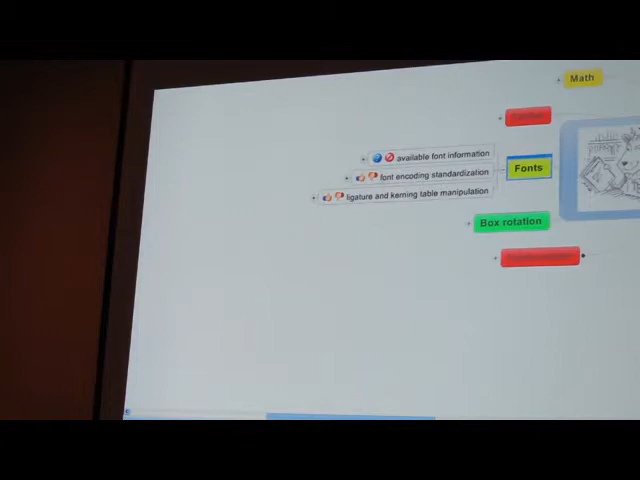 Math
available font information
font encoding standardization
Fonts
ligature and kerning table manipulation
Box rotation